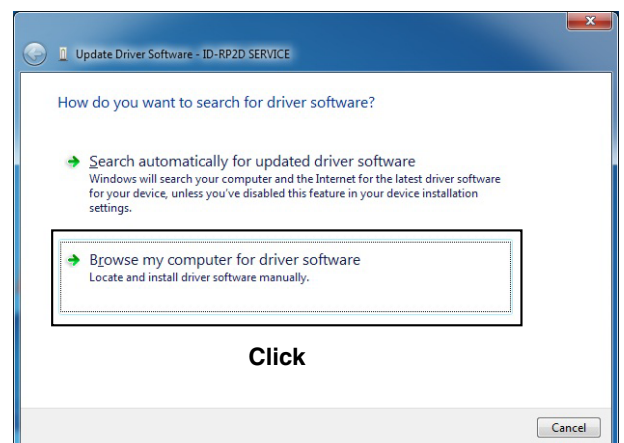 Update Driver Software - ID-RP2D SERVICE
How do you want to search for driver software?
Search automatically for updated driver software
Windows will search your computer and the Internet for the latest driver software
for your device, unless you've disabled this feature in your device installation
settings.
Browse my computer for driver software
Locate and install driver software manually.
Click
Cancel